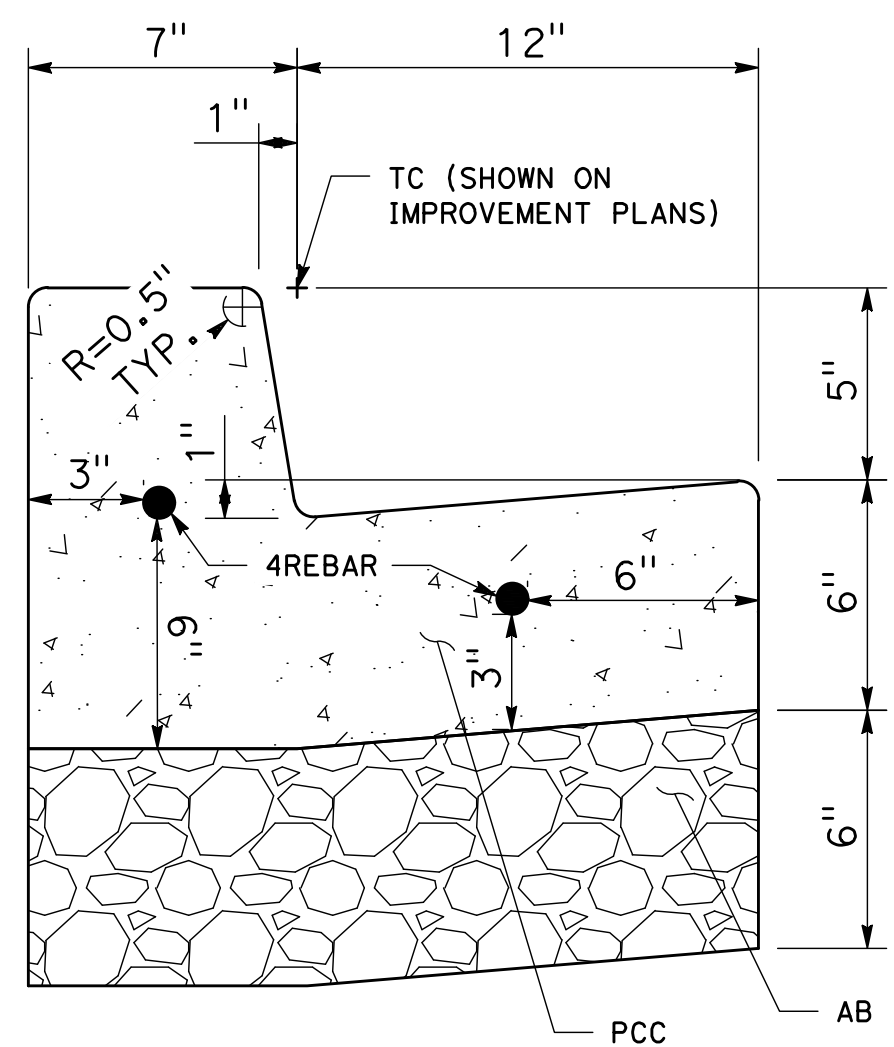 7"
12"
1"
TC (SHOWN ON
IMPROVEMENT PLANS)
R=0.5"
TYP.
5"
1"
3"
4REBAR
6"
6"
6"
3"
6"
AB
PCC